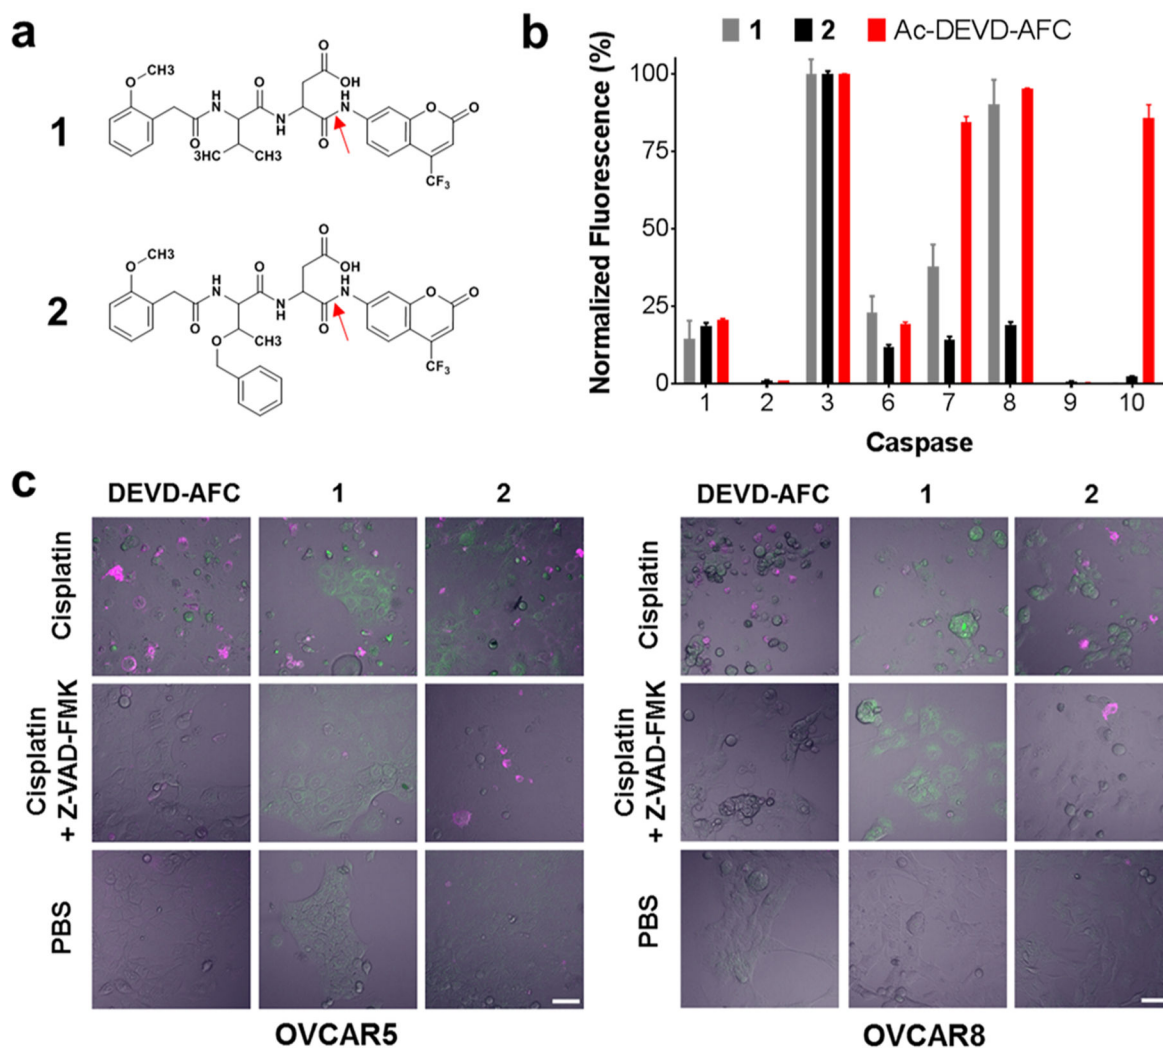 a
1
O
CH3
O
H
N
O
N
H
O
OH
O
H
N
O
O
CF3
3HC
CH3
2
O
CH3
O
H
N
O
N
H
O
OH
O
H
N
O
O
CF3
CH3
O
b
1 2 Ac-DEVD-AFC
Normalized Fluorescence (%)
100
75
50
25
0
1 2 3 6 7 8 9 10
Caspase
c
DEVD-AFC 1 2
Cisplatin
Cisplatin
+ Z-VAD-FMK
PBS
OVCAR5
DEVD-AFC 1 2
Cisplatin
Cisplatin
+ Z-VAD-FMK
PBS
OVCAR8